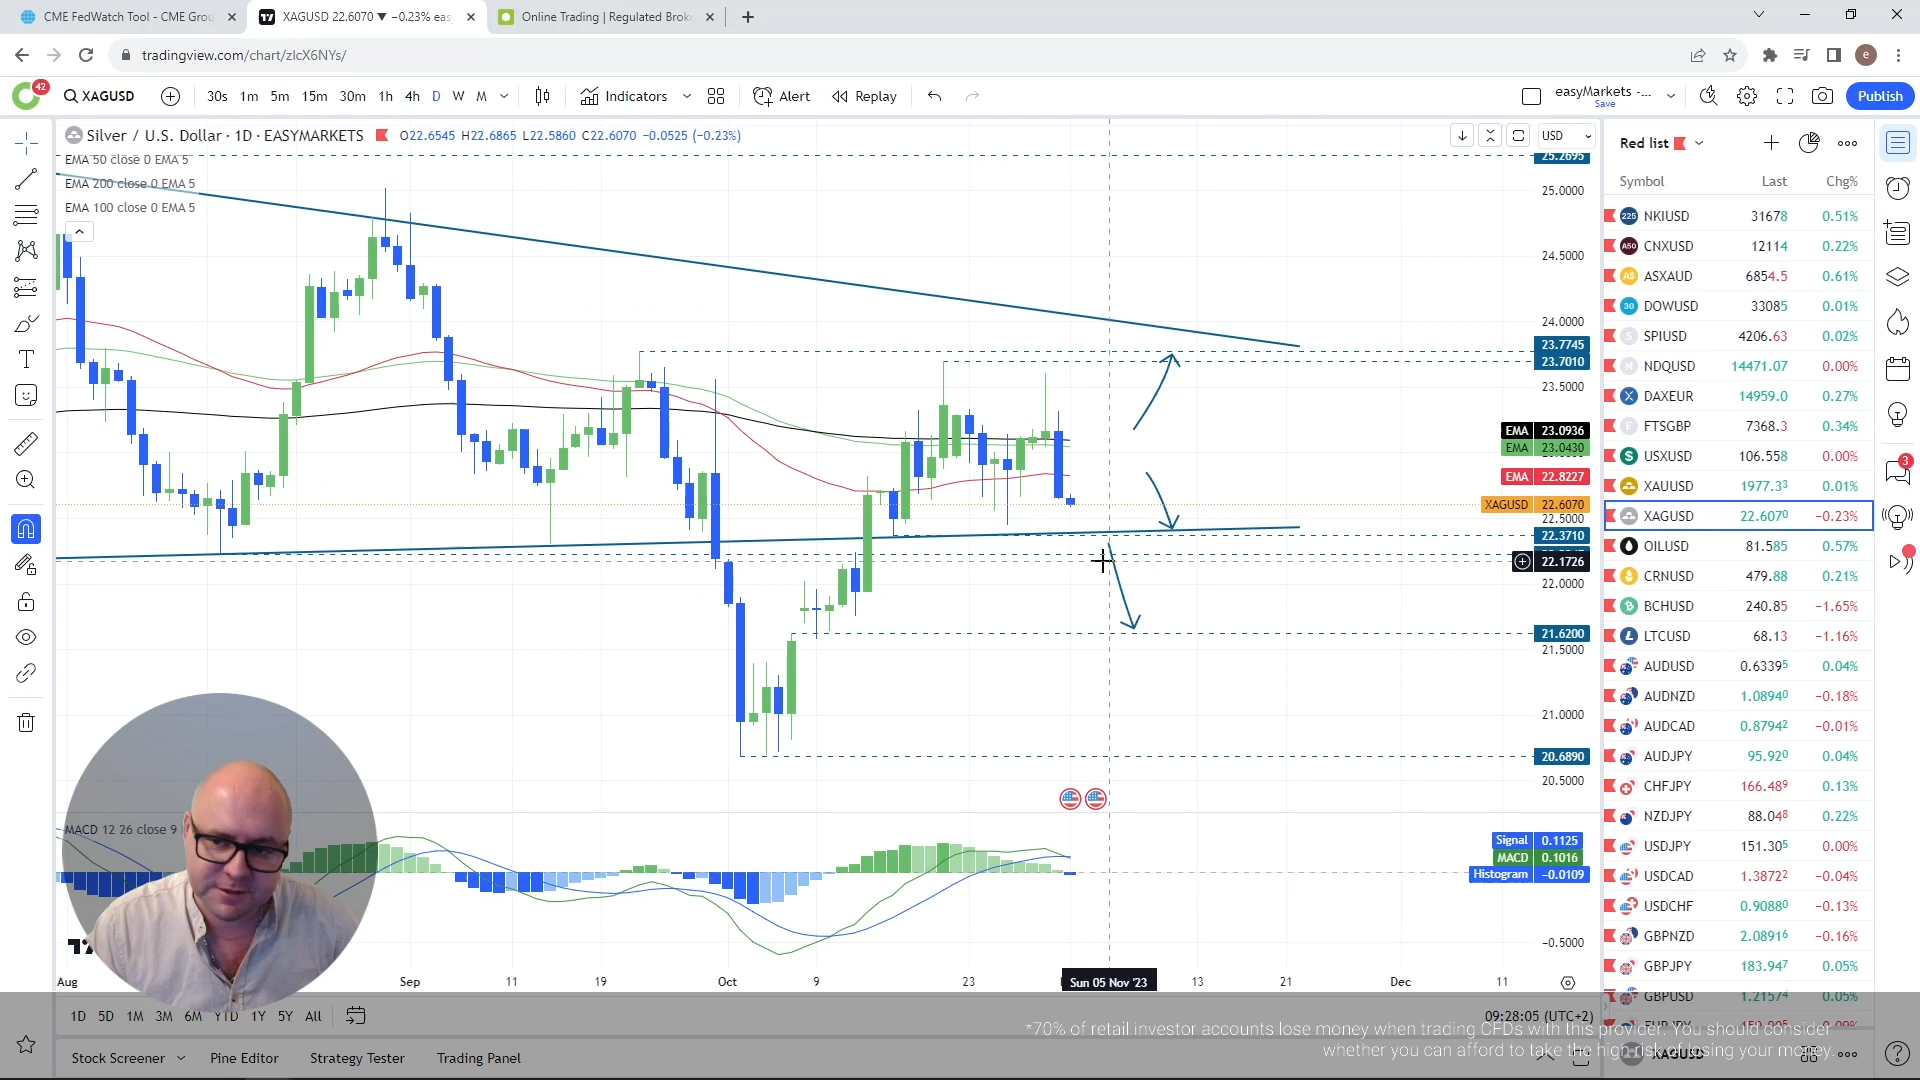 CME FedWatch Tool - CME Grou
XAGUSD 22.6070 ▼ −0.23% eas
Online Trading | Regulated Brok
tradingview.com/chart/zIcX6NYs/
e
42
XAGUSD
30s 1m 5m 15m 30m 1h 4h D W M
Indicators
Alert
Replay
easyMarkets -...
Save
Publish
Silver / U.S. Dollar · 1D · EASYMARKETS
O22.6545 H22.6865 L22.5860 C22.6070 −0.0525 (−0.23%)
USD
EMA 50 close 0 EMA 5
EMA 200 close 0 EMA 5
EMA 100 close 0 EMA 5
25.2695
25.0000
24.5000
24.0000
23.7745
23.7010
23.5000
EMA 23.0936
EMA 23.0430
EMA 22.8227
XAGUSD 22.6070
22.5000
22.3710
22.1726
22.0000
21.6200
21.5000
21.0000
20.6890
20.5000
MACD 12 26 close 9
Signal 0.1125
MACD 0.1016
Histogram −0.0109
−0.5000
Aug Sep 11 19 Oct 9 23 Sun 05 Nov '23 13 21 Dec 11
1D 5D 1M 3M 6M YTD 1Y 5Y All
09:28:05 (UTC+2)
Stock Screener Pine Editor Strategy Tester Trading Panel
Red list
Symbol Last Chg%
225 NKIUSD 31678 0.51%
A50 CNXUSD 12114 0.22%
A$ ASXAUD 6854.5 0.61%
30 DOWUSD 33085 0.01%
S SPIUSD 4206.63 0.02%
N NDQUSD 14471.07 0.00%
X DAXEUR 14959.0 0.27%
F FTSGBP 7368.3 0.34%
$ USXUSD 106.558 0.00%
XAUUSD 1977.33 0.01%
XAGUSD 22.6070 −0.23%
OILUSD 81.585 0.57%
CRNUSD 479.88 0.21%
BCHUSD 240.85 −1.65%
LTCUSD 68.13 −1.16%
AUDUSD 0.63395 0.04%
AUDNZD 1.08940 −0.18%
AUDCAD 0.87942 −0.01%
AUDJPY 95.920 0.04%
CHFJPY 166.489 0.13%
NZDJPY 88.048 0.22%
USDJPY 151.305 0.00%
USDCAD 1.38722 −0.04%
USDCHF 0.90880 −0.13%
GBPNZD 2.08916 −0.16%
GBPJPY 183.947 0.05%
GBPUSD 1.21574 0.05%
XAGUSD
3
*70% of retail investor accounts lose money when trading CFDs with this provider. You should consider
whether you can afford to take the high risk of losing your money.